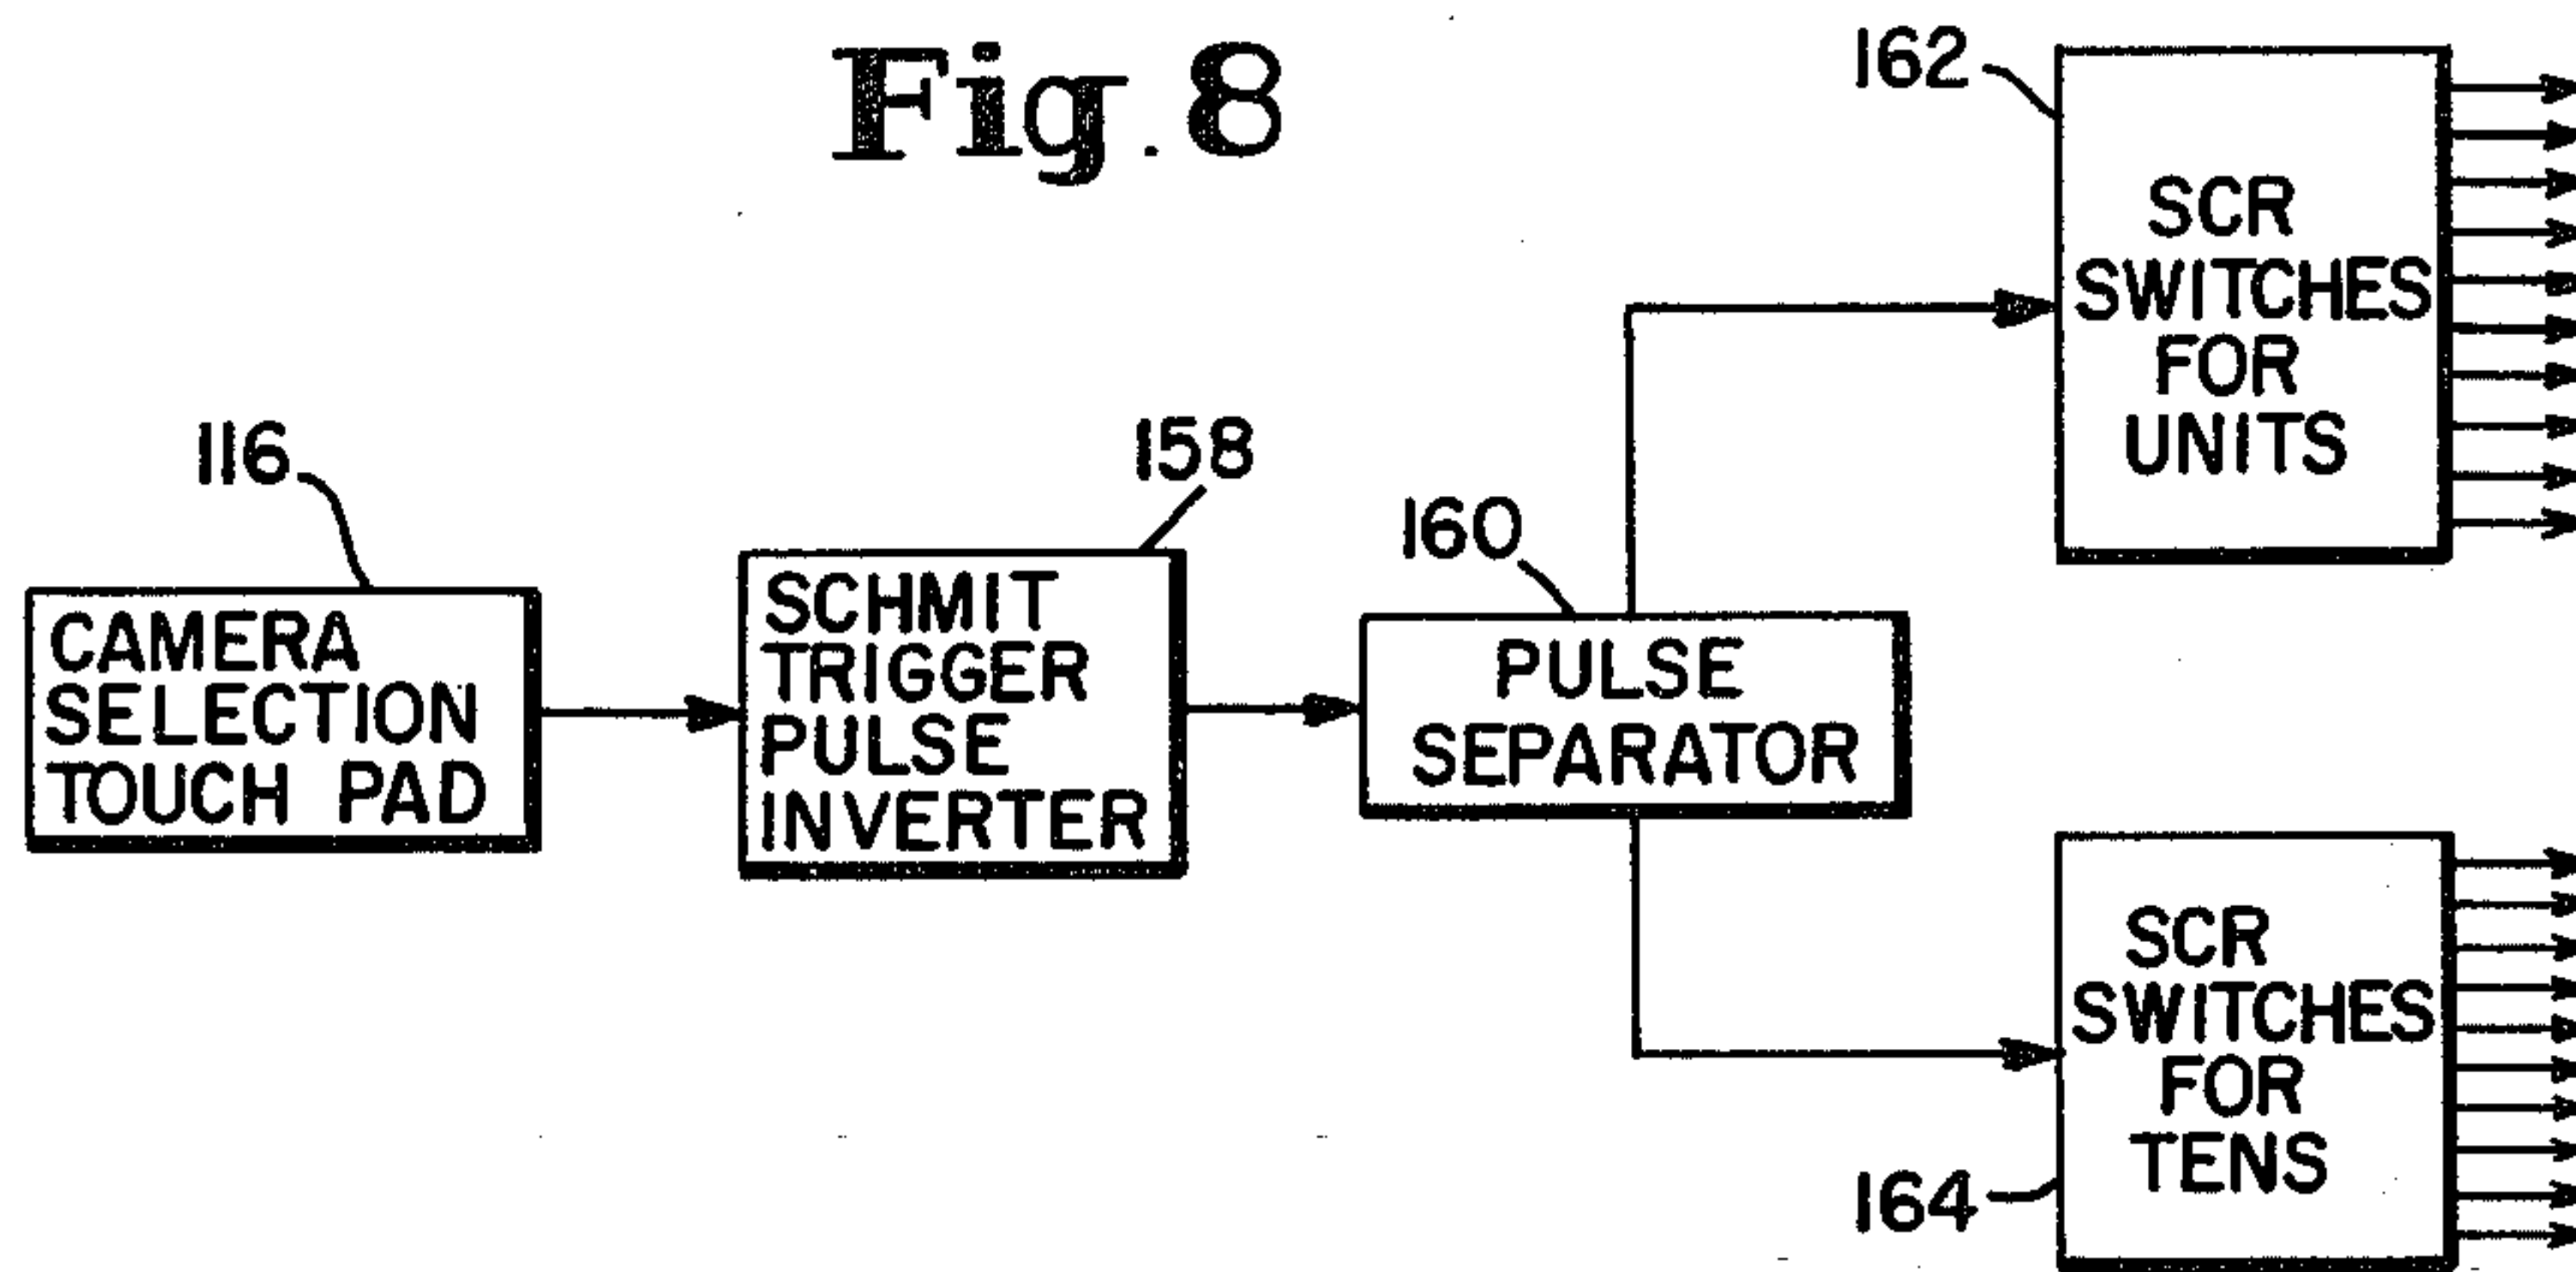 Fig. 8
162
SCR
SWITCHES
FOR
UNITS
116
CAMERA
SELECTION
TOUCH PAD
158
SCHMIT
TRIGGER
PULSE
INVERTER
160
PULSE
SEPARATOR
SCR
SWITCHES
FOR
TENS
164